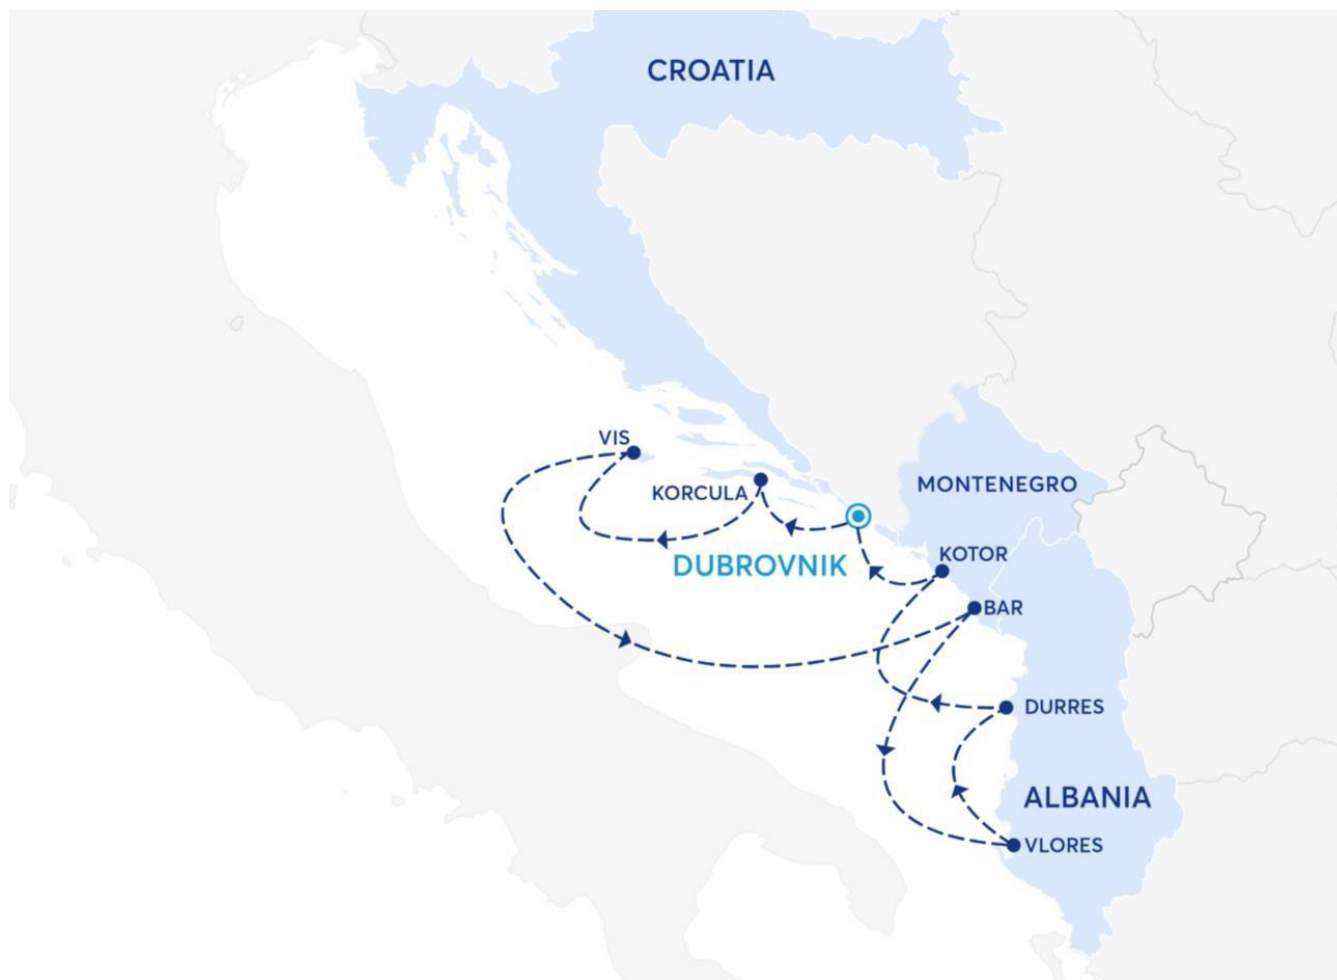 CROATIA
VIS
KORCULA
MONTENEGRO
DUBROVNIK
KOTOR
BAR
DURRES
ALBANIA
VLORES